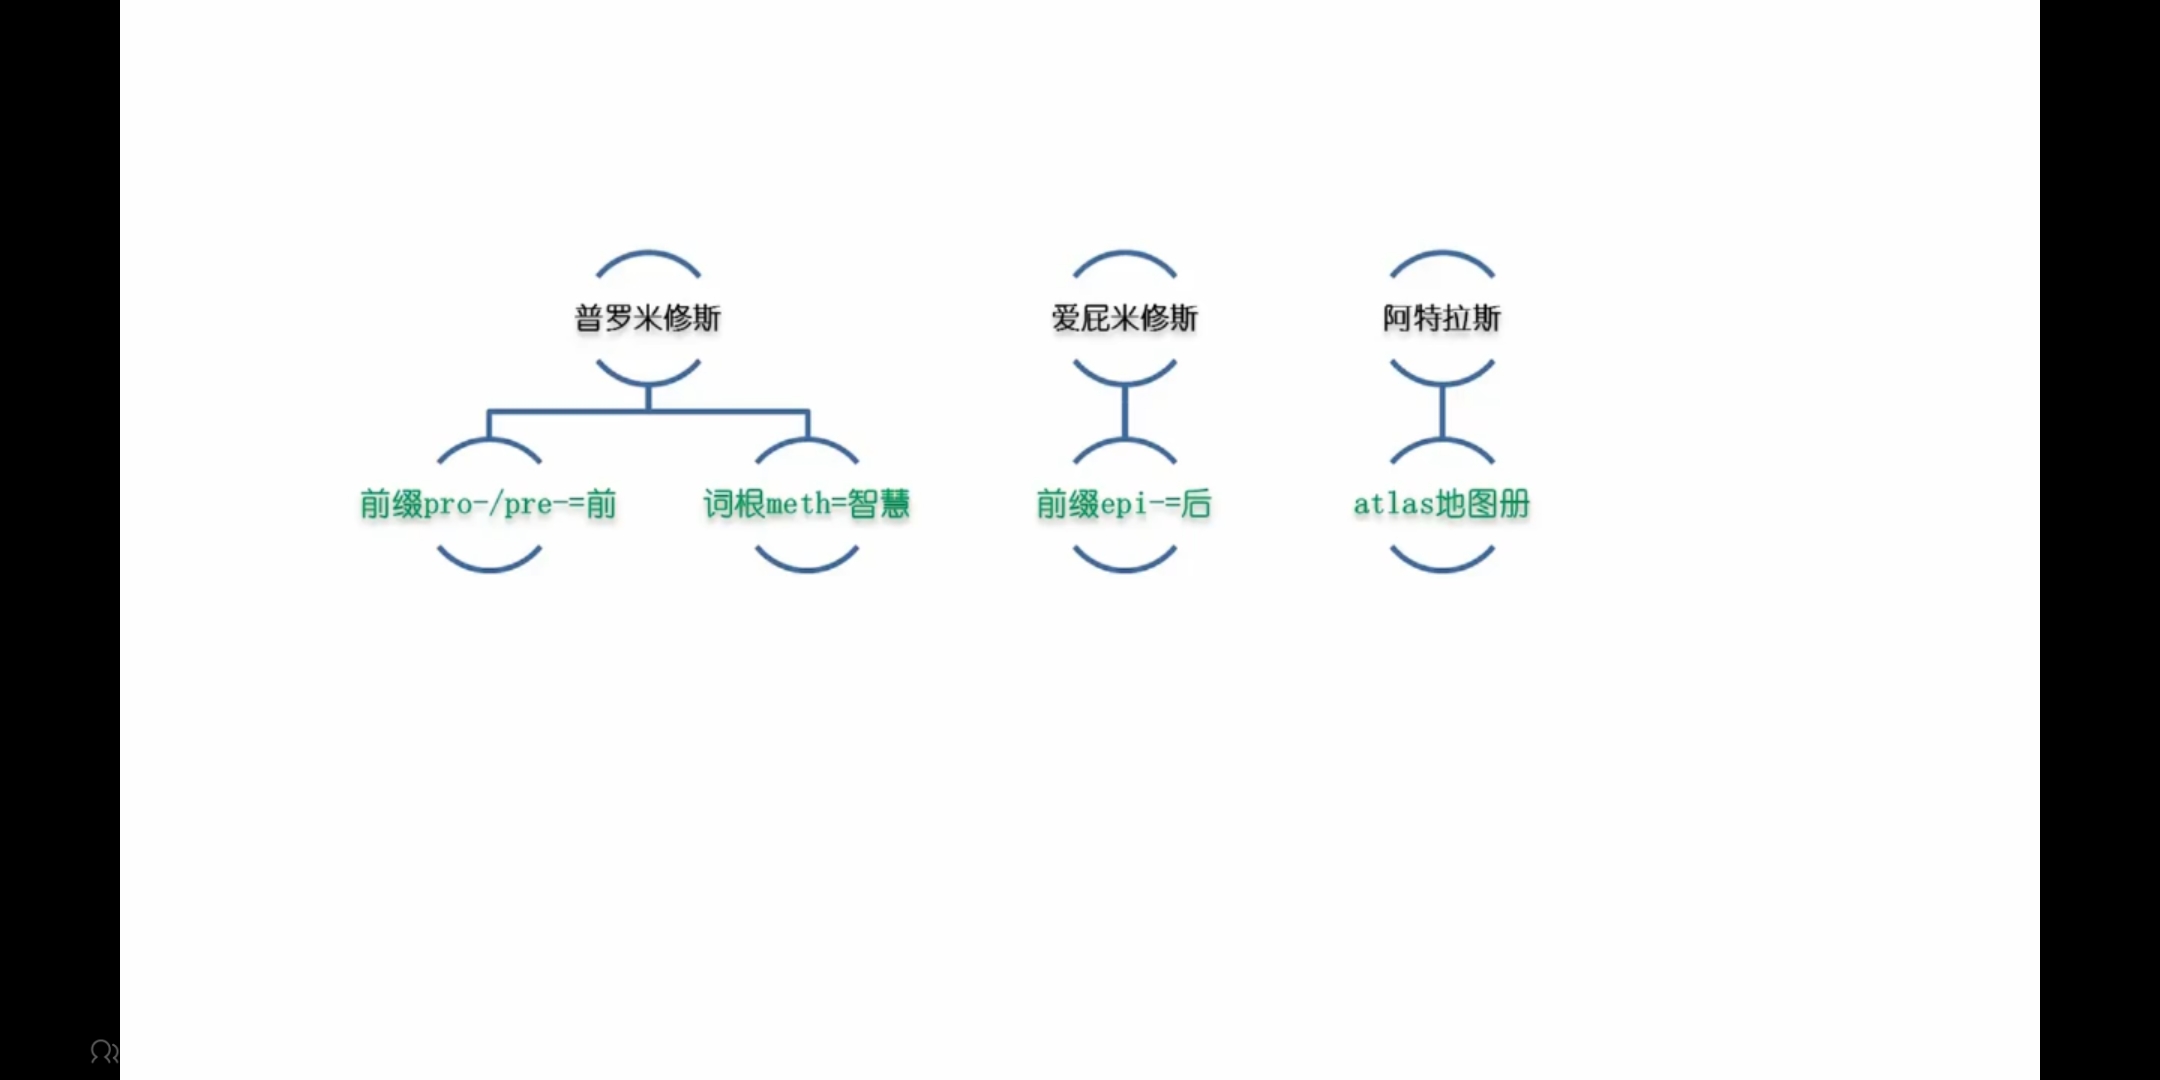 普罗米修斯
爱屁米修斯
阿特拉斯
前缀pro-/pre-=前
词根meth=智慧
前缀epi-=后
atlas地图册